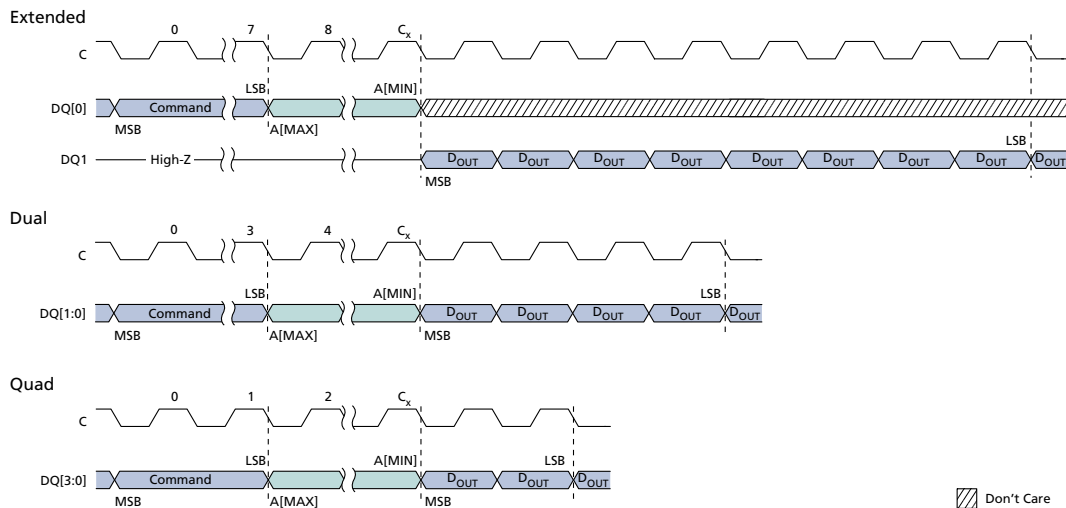 Extended
0 7 8 Cx
C
LSB A[MIN]
DQ[0] Command
MSB A[MAX]
LSB
DQ1 High-Z DOUT DOUT DOUT DOUT DOUT DOUT DOUT DOUT DOUT
MSB
Dual
0 3 4 Cx
C
LSB A[MIN] LSB
DQ[1:0] Command DOUT DOUT DOUT DOUT DOUT
MSB A[MAX] MSB
Quad
0 1 2 Cx
C
LSB A[MIN] LSB
DQ[3:0] Command DOUT DOUT DOUT
MSB A[MAX] MSB
Don't Care